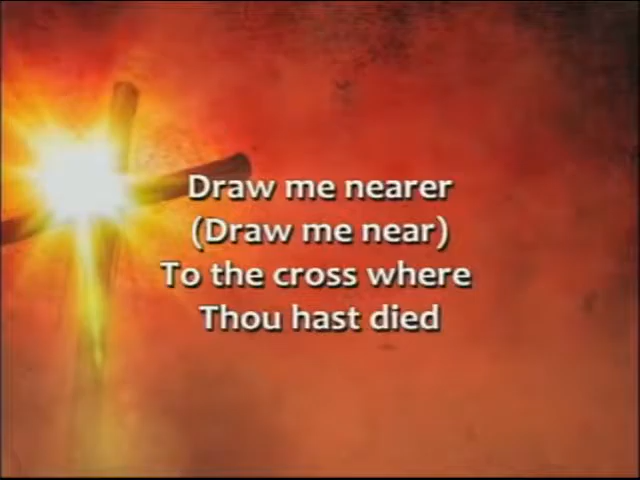 Draw me nearer
(Draw me near)
To the cross where
Thou hast died